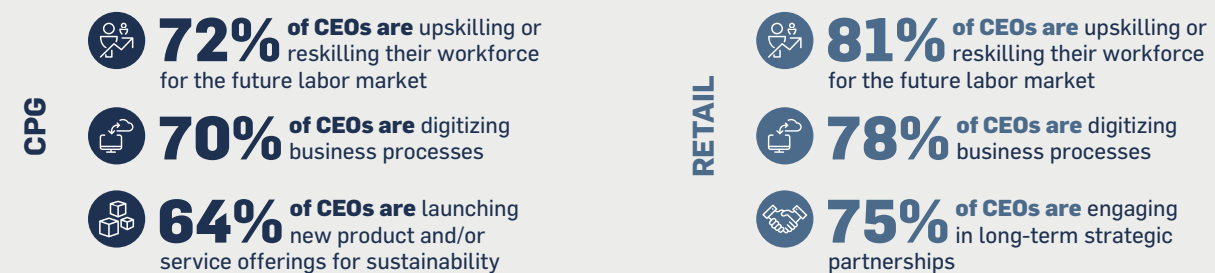 CPG
72% of CEOs are upskilling or
reskilling their workforce
for the future labor market
70% of CEOs are digitizing
business processes
64% of CEOs are launching
new product and/or
service offerings for sustainability
RETAIL
81% of CEOs are upskilling or
reskilling their workforce
for the future labor market
78% of CEOs are digitizing
business processes
75% of CEOs are engaging
in long-term strategic
partnerships